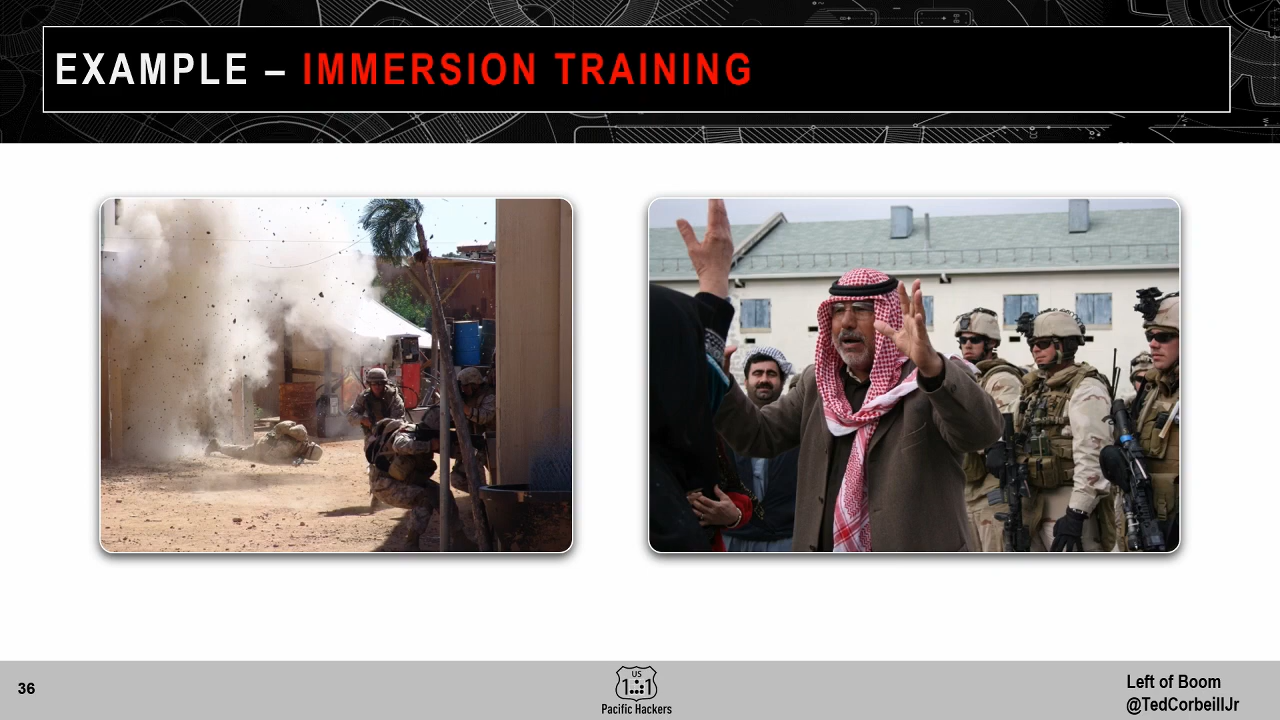 EXAMPLE – IMMERSION TRAINING
36
US
1 1
Pacific Hackers
Left of Boom
@TedCorbeillJr